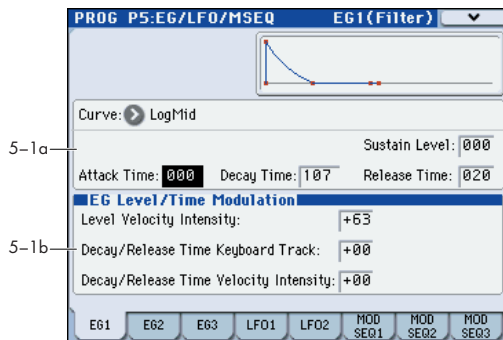 PROG P5:EG/LFO/MSEQ EG1(Filter)
Curve: LogMid
5–1a
Sustain Level: 000
Attack Time: 000 Decay Time: 107 Release Time: 020
EG Level/Time Modulation
Level Velocity Intensity: +63
5–1b
Decay/Release Time Keyboard Track: +00
Decay/Release Time Velocity Intensity: +00
EG1 EG2 EG3 LFO1 LFO2 MOD SEQ1 MOD SEQ2 MOD SEQ3